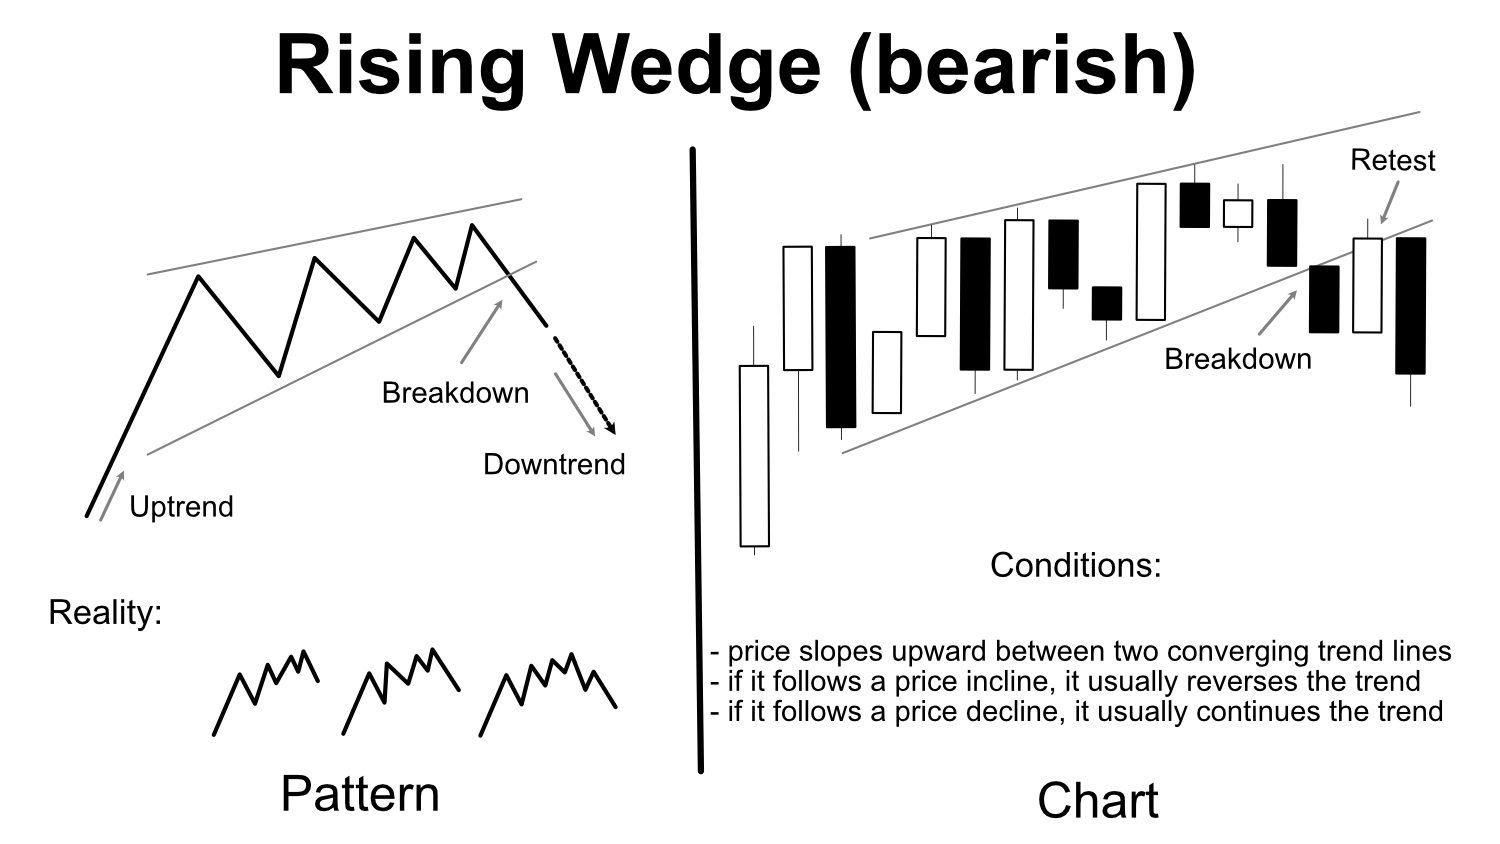 Rising Wedge (bearish)
Breakdown
Downtrend
Uptrend
Reality:
Pattern
Retest
Breakdown
Conditions:
- price slopes upward between two converging trend lines
- if it follows a price incline, it usually reverses the trend
- if it follows a price decline, it usually continues the trend
Chart